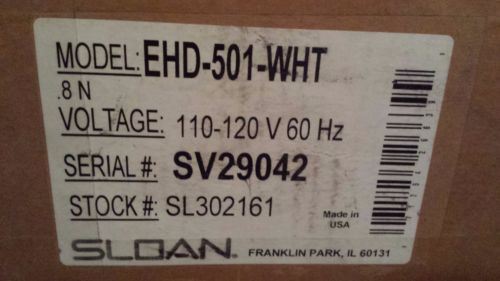 MODEL: EHD-501-WHT
.8 N
VOLTAGE: 110-120 V 60 Hz
SERIAL #: SV29042
STOCK #: SL302161
Made in
USA
SLOAN. FRANKLIN PARK, IL 60131